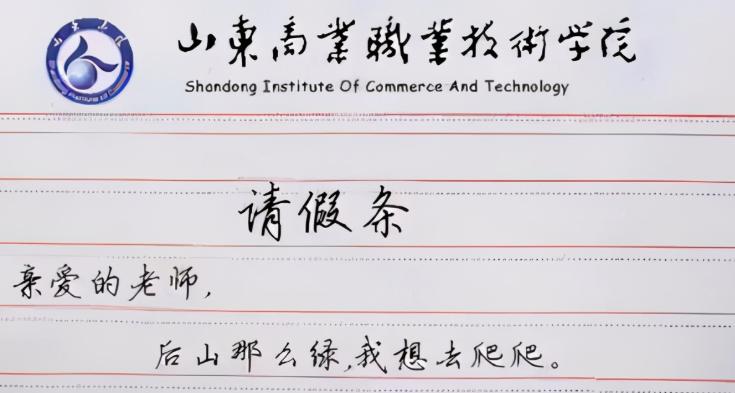 山東商業職業技術学院
Shandong Institute Of Commerce And Technology
请假条
亲爱的老师,
后山那么绿,我想去爬爬。